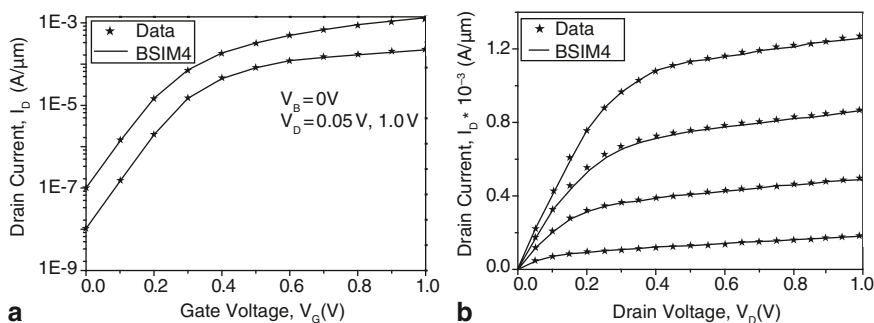 1E-3
1E-5
1E-7
1E-9
Drain Current, I_D (A/μm)
★ Data
— BSIM4
V_B=0V
V_D=0.05 V, 1.0 V
0.0 0.2 0.4 0.6 0.8 1.0
Gate Voltage, V_G(V)
a
1.2
0.8
0.4
0.0
Drain Current, I_D * 10⁻³ (A/μm)
★ Data
— BSIM4
0.0 0.2 0.4 0.6 0.8 1.0
Drain Voltage, V_D(V)
b